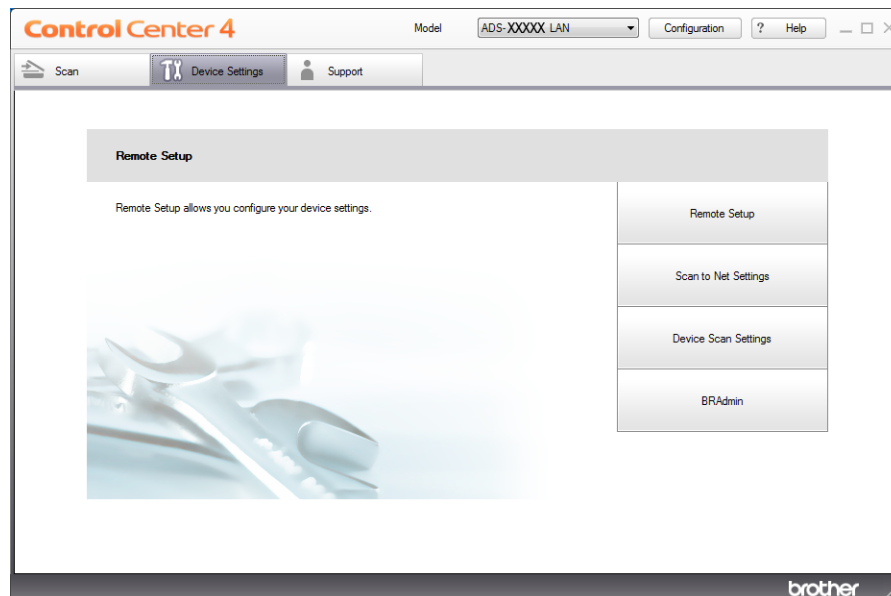 Control Center 4
Model
ADS-XXXXX LAN
Configuration
? Help
Scan
Device Settings
Support
Remote Setup
Remote Setup allows you configure your device settings.
Remote Setup
Scan to Net Settings
Device Scan Settings
BRAdmin
brother